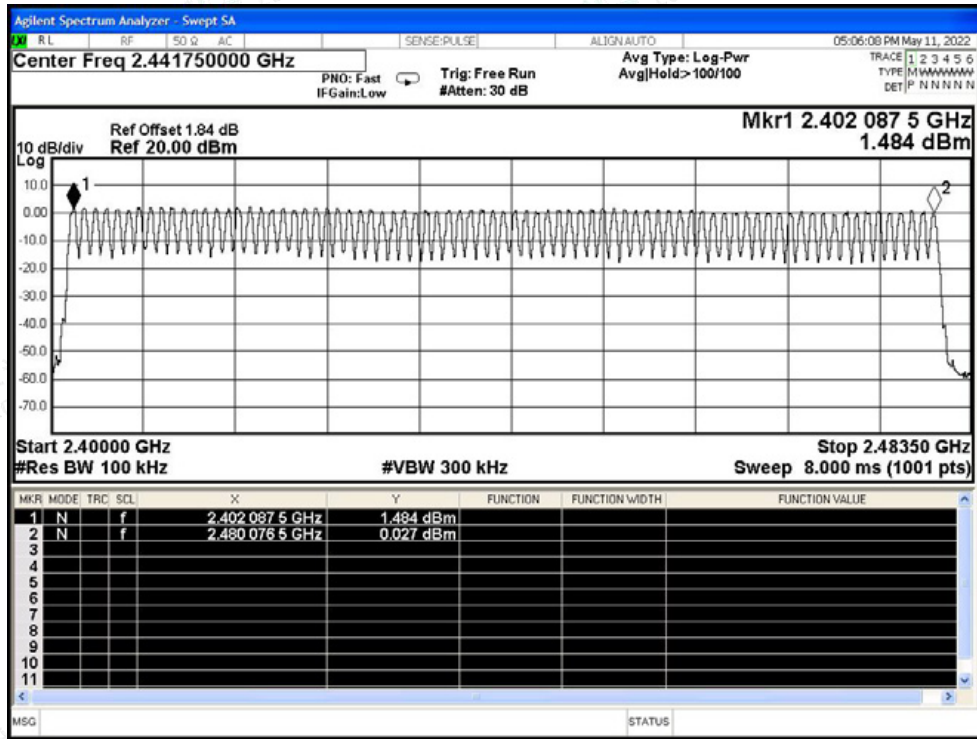 Agilent Spectrum Analyzer - Swept SA
RL RF 50 Ω AC SENSE:PULSE ALIGNAUTO 05:06:08 PM May 11, 2022
Center Freq 2.441750000 GHz
PNO: Fast
IFGain:Low
Trig: Free Run
#Atten: 30 dB
Avg Type: Log-Pwr
Avg|Hold:> 100/100
TRACE 1 2 3 4 5 6
TYPE M WWWWW
DET P N N N N N
Ref Offset 1.84 dB
Ref 20.00 dBm
10 dB/div
Log
Mkr1 2.402 087 5 GHz
1.484 dBm
10.0
0.00
-10.0
-20.0
-30.0
-40.0
-50.0
-60.0
-70.0
1
2
Start 2.40000 GHz Stop 2.48350 GHz
#Res BW 100 kHz #VBW 300 kHz Sweep 8.000 ms (1001 pts)
MKR MODE TRC SCL X Y FUNCTION FUNCTION WIDTH FUNCTION VALUE
1 N f 2.402 087 5 GHz 1.484 dBm
2 N f 2.480 076 5 GHz 0.027 dBm
3
4
5
6
7
8
9
10
11
MSG STATUS